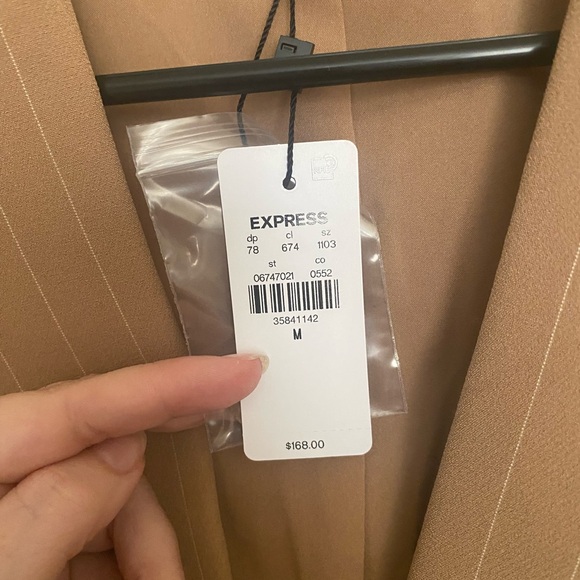 EXPRESS
dp cl sz
78 674 1103
st co
06747021 0552
35841142
M
$168.00